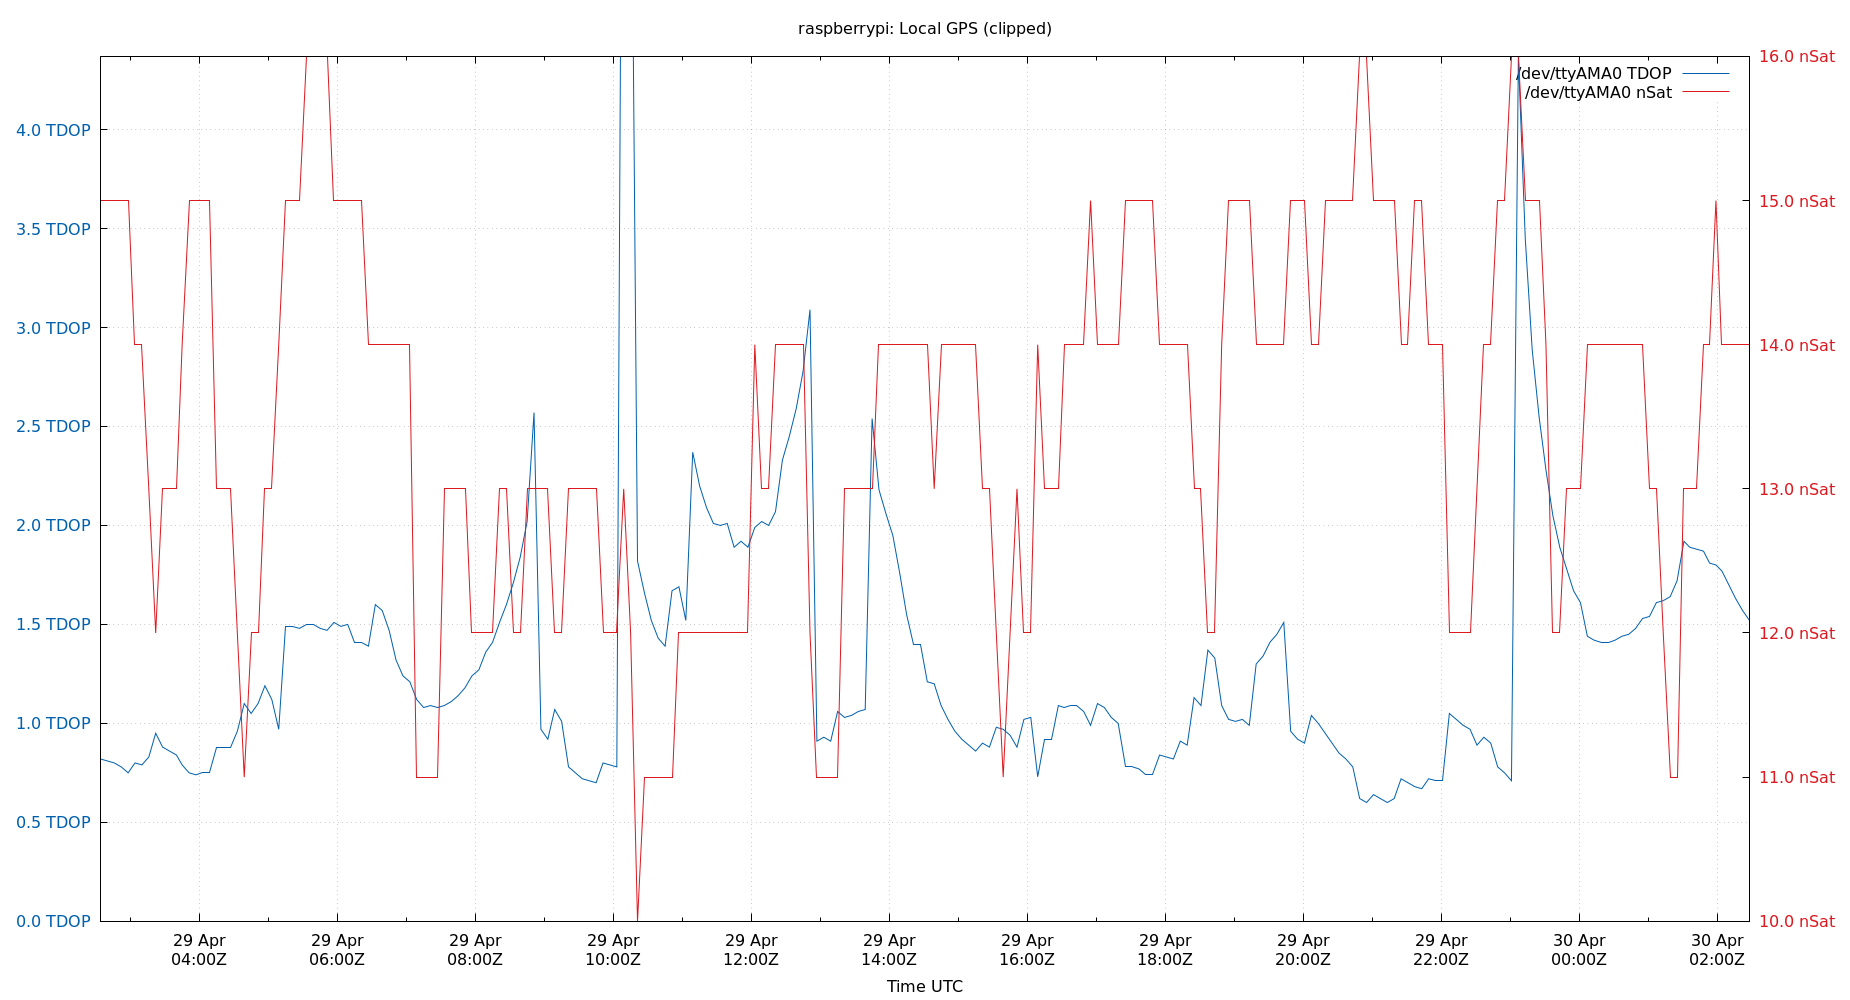 raspberrypi: Local GPS (clipped)
16.0 nSat
/dev/ttyAMA0 TDOP
/dev/ttyAMA0 nSat
4.0 TDOP
15.0 nSat
3.5 TDOP
3.0 TDOP
14.0 nSat
2.5 TDOP
13.0 nSat
2.0 TDOP
1.5 TDOP
12.0 nSat
1.0 TDOP
11.0 nSat
0.5 TDOP
0.0 TDOP
10.0 nSat
29 Apr 29 Apr 29 Apr 29 Apr 29 Apr 29 Apr 29 Apr 29 Apr 29 Apr 29 Apr 30 Apr 30 Apr
04:00Z 06:00Z 08:00Z 10:00Z 12:00Z 14:00Z 16:00Z 18:00Z 20:00Z 22:00Z 00:00Z 02:00Z
Time UTC